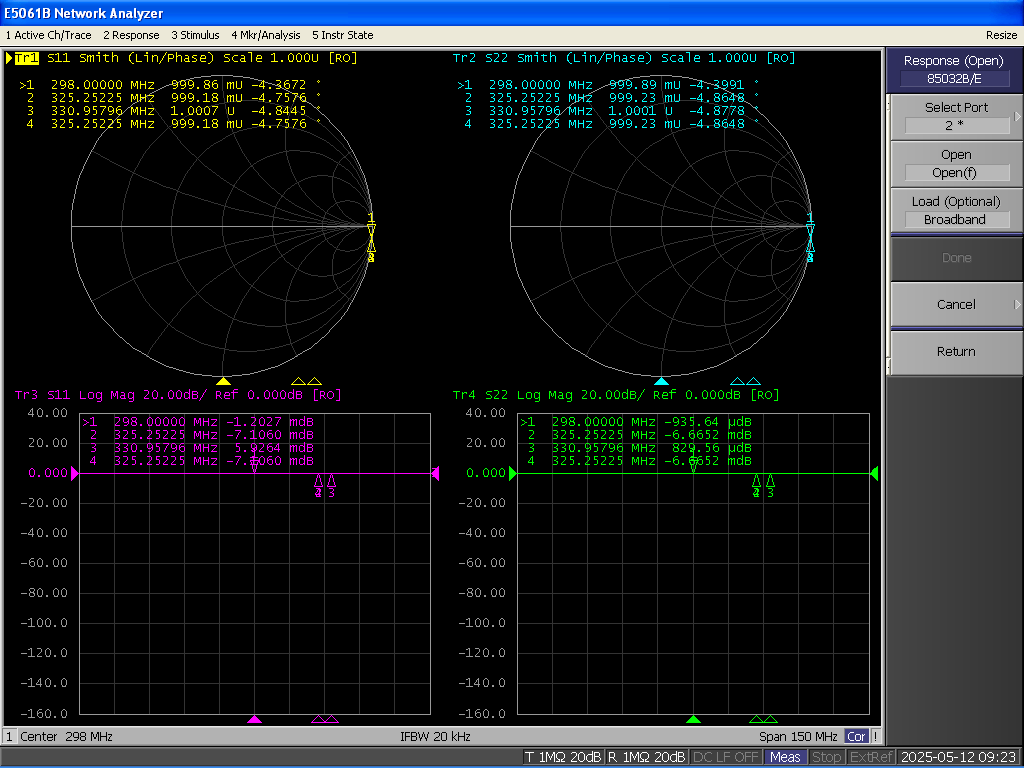 E5061B Network Analyzer
1 Active Ch/Trace 2 Response 3 Stimulus 4 Mkr/Analysis 5 Instr State Resize
Tr1 S11 Smith (Lin/Phase) Scale 1.000U [RO]
>1 298.00000 MHz 999.86 mU -4.3672 °
2 325.25225 MHz 999.18 mU -4.7576 °
3 330.95796 MHz 1.0007 U -4.8445 °
4 325.25225 MHz 999.18 mU -4.7576 °
1
Tr2 S22 Smith (Lin/Phase) Scale 1.000U [RO]
>1 298.00000 MHz 999.89 mU -4.3991 °
2 325.25225 MHz 999.23 mU -4.8648 °
3 330.95796 MHz 1.0001 U -4.8778 °
4 325.25225 MHz 999.23 mU -4.8648 °
1
Tr3 S11 Log Mag 20.00dB/ Ref 0.000dB [RO]
40.00
20.00
0.000
-20.00
-40.00
-60.00
-80.00
-100.0
-120.0
-140.0
-160.0
>1 298.00000 MHz -1.2027 mdB
2 325.25225 MHz -7.1060 mdB
3 330.95796 MHz 5.9264 mdB
4 325.25225 MHz -7.1060 mdB
3
Tr4 S22 Log Mag 20.00dB/ Ref 0.000dB [RO]
40.00
20.00
0.000
-20.00
-40.00
-60.00
-80.00
-100.0
-120.0
-140.0
-160.0
>1 298.00000 MHz -935.64 µdB
2 325.25225 MHz -6.6652 mdB
3 330.95796 MHz 829.56 µdB
4 325.25225 MHz -6.6652 mdB
3
1 Center 298 MHz IFBW 20 kHz Span 150 MHz Cor !
Response (Open)
85032B/E
Select Port
2 *
Open
Open(f)
Load (Optional)
Broadband
Done
Cancel
Return
T 1MΩ 20dB R 1MΩ 20dB DC LF OFF Meas Stop ExtRef 2025-05-12 09:23